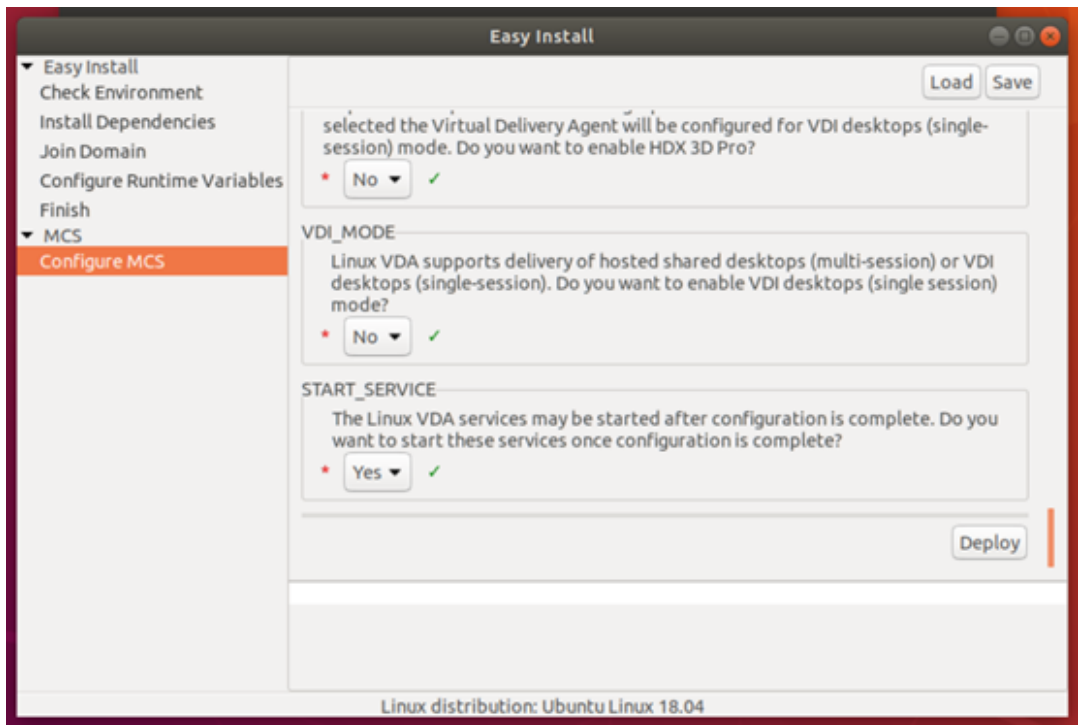 Easy Install
Easy Install
Check Environment
Install Dependencies
Join Domain
Configure Runtime Variables
Finish
MCS
Configure MCS
Load Save
selected the Virtual Delivery Agent will be configured for VDI desktops (single-
session) mode. Do you want to enable HDX 3D Pro?
* No ✓
VDI_MODE
Linux VDA supports delivery of hosted shared desktops (multi-session) or VDI
desktops (single-session). Do you want to enable VDI desktops (single session)
mode?
* No ✓
START_SERVICE
The Linux VDA services may be started after configuration is complete. Do you
want to start these services once configuration is complete?
* Yes ✓
Deploy
Linux distribution: Ubuntu Linux 18.04